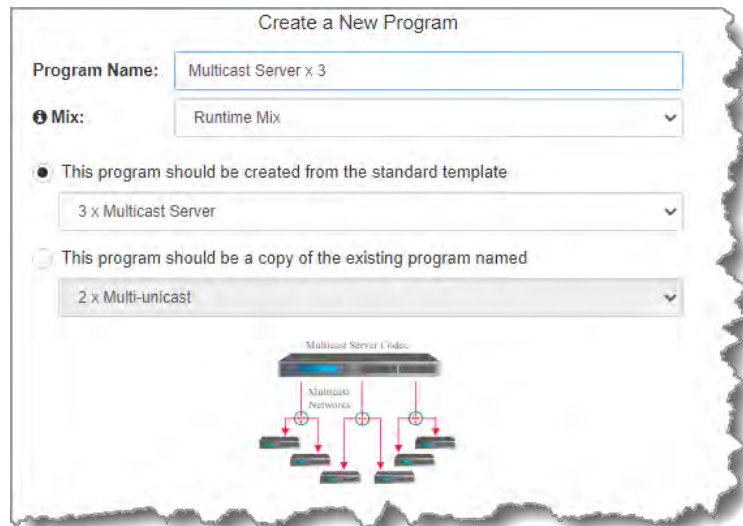 Create a New Program
Program Name: Multicast Server x 3
Mix: Runtime Mix
This program should be created from the standard template
3 x Multicast Server
This program should be a copy of the existing program named
2 x Multi-unicast
Multicast Server Codec
Multicast
Networks